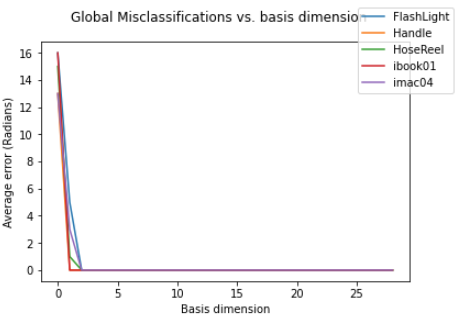 Global Misclassifications vs. basis dimension
FlashLight
Handle
HoseReel
ibook01
imac04
Average error (Radians)
16
14
12
10
8
6
4
2
0
0 5 10 15 20 25
Basis dimension